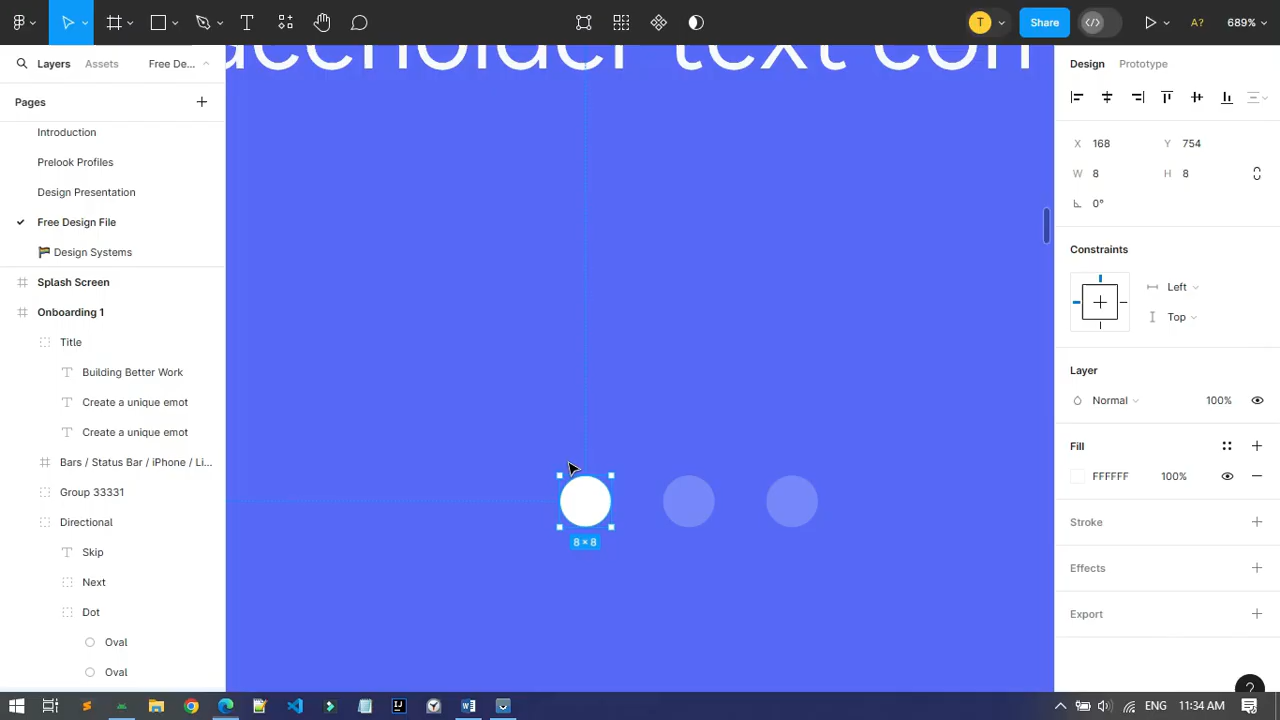 T
Share
A?
689%
Layers
Assets
Free De...
aceholder text con
Design
Prototype
Pages
Introduction
Prelook Profiles
Design Presentation
Free Design File
Design Systems
Splash Screen
Onboarding 1
Title
Building Better Work
Create a unique emot
Create a unique emot
Bars / Status Bar / iPhone / Li...
Group 33331
Directional
Skip
Next
Dot
Oval
Oval
8 × 8
X 168
Y 754
W 8
H 8
0°
Constraints
Left
Top
Layer
Normal
100%
Fill
FFFFFF
100%
Stroke
Effects
Export
?
11:34 AM